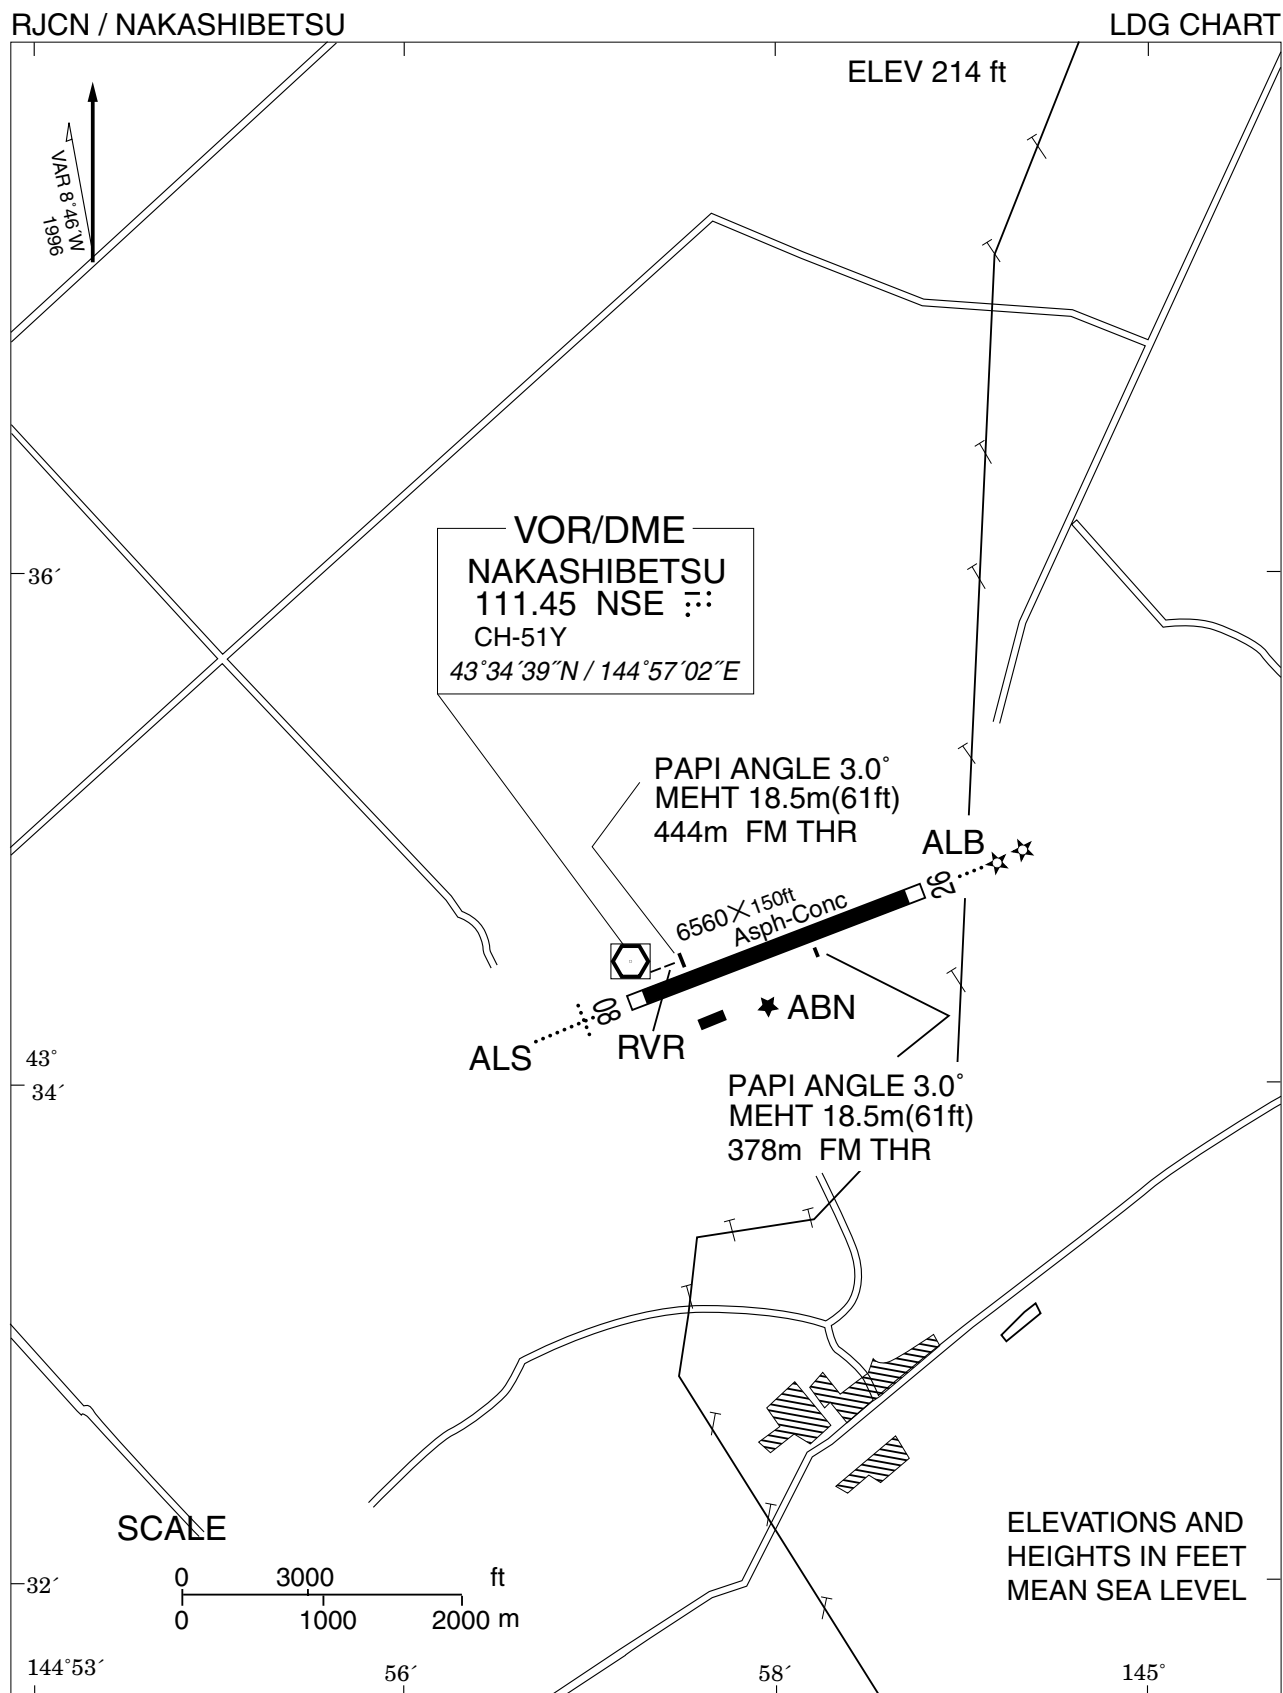 RJCN / NAKASHIBETSU
LDG CHART
ELEV 214 ft
VAR 8°46´W
1996
VOR/DME
NAKASHIBETSU
111.45 NSE
CH-51Y
43°34´39˝N / 144°57´02˝E
36´
PAPI ANGLE 3.0°
MEHT 18.5m(61ft)
444m FM THR
ALB
26
6560×150ft
Asph-Conc
08
ABN
ALS
RVR
43°
34´
PAPI ANGLE 3.0°
MEHT 18.5m(61ft)
378m FM THR
SCALE
0 3000 ft
0 1000 2000 m
ELEVATIONS AND
HEIGHTS IN FEET
MEAN SEA LEVEL
32´
144°53´
56´
58´
145°